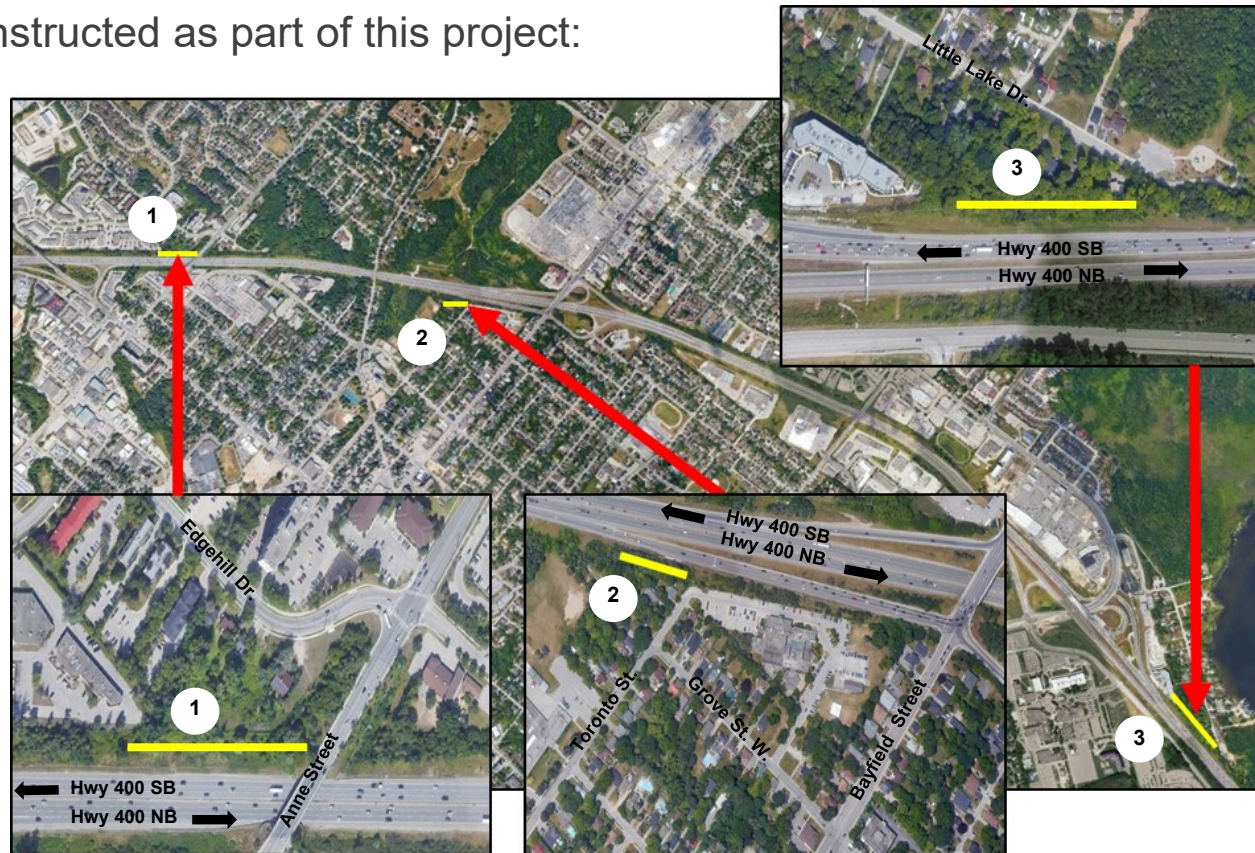 nstructed as part of this project:
Little Lake Dr.
3
Hwy 400 SB
Hwy 400 NB
1
2
3
Edgehill Dr
1
Hwy 400 SB
Hwy 400 NB
Anne Street
Hwy 400 SB
Hwy 400 NB
2
Toronto St.
Grove St. W.
Bayfield Street